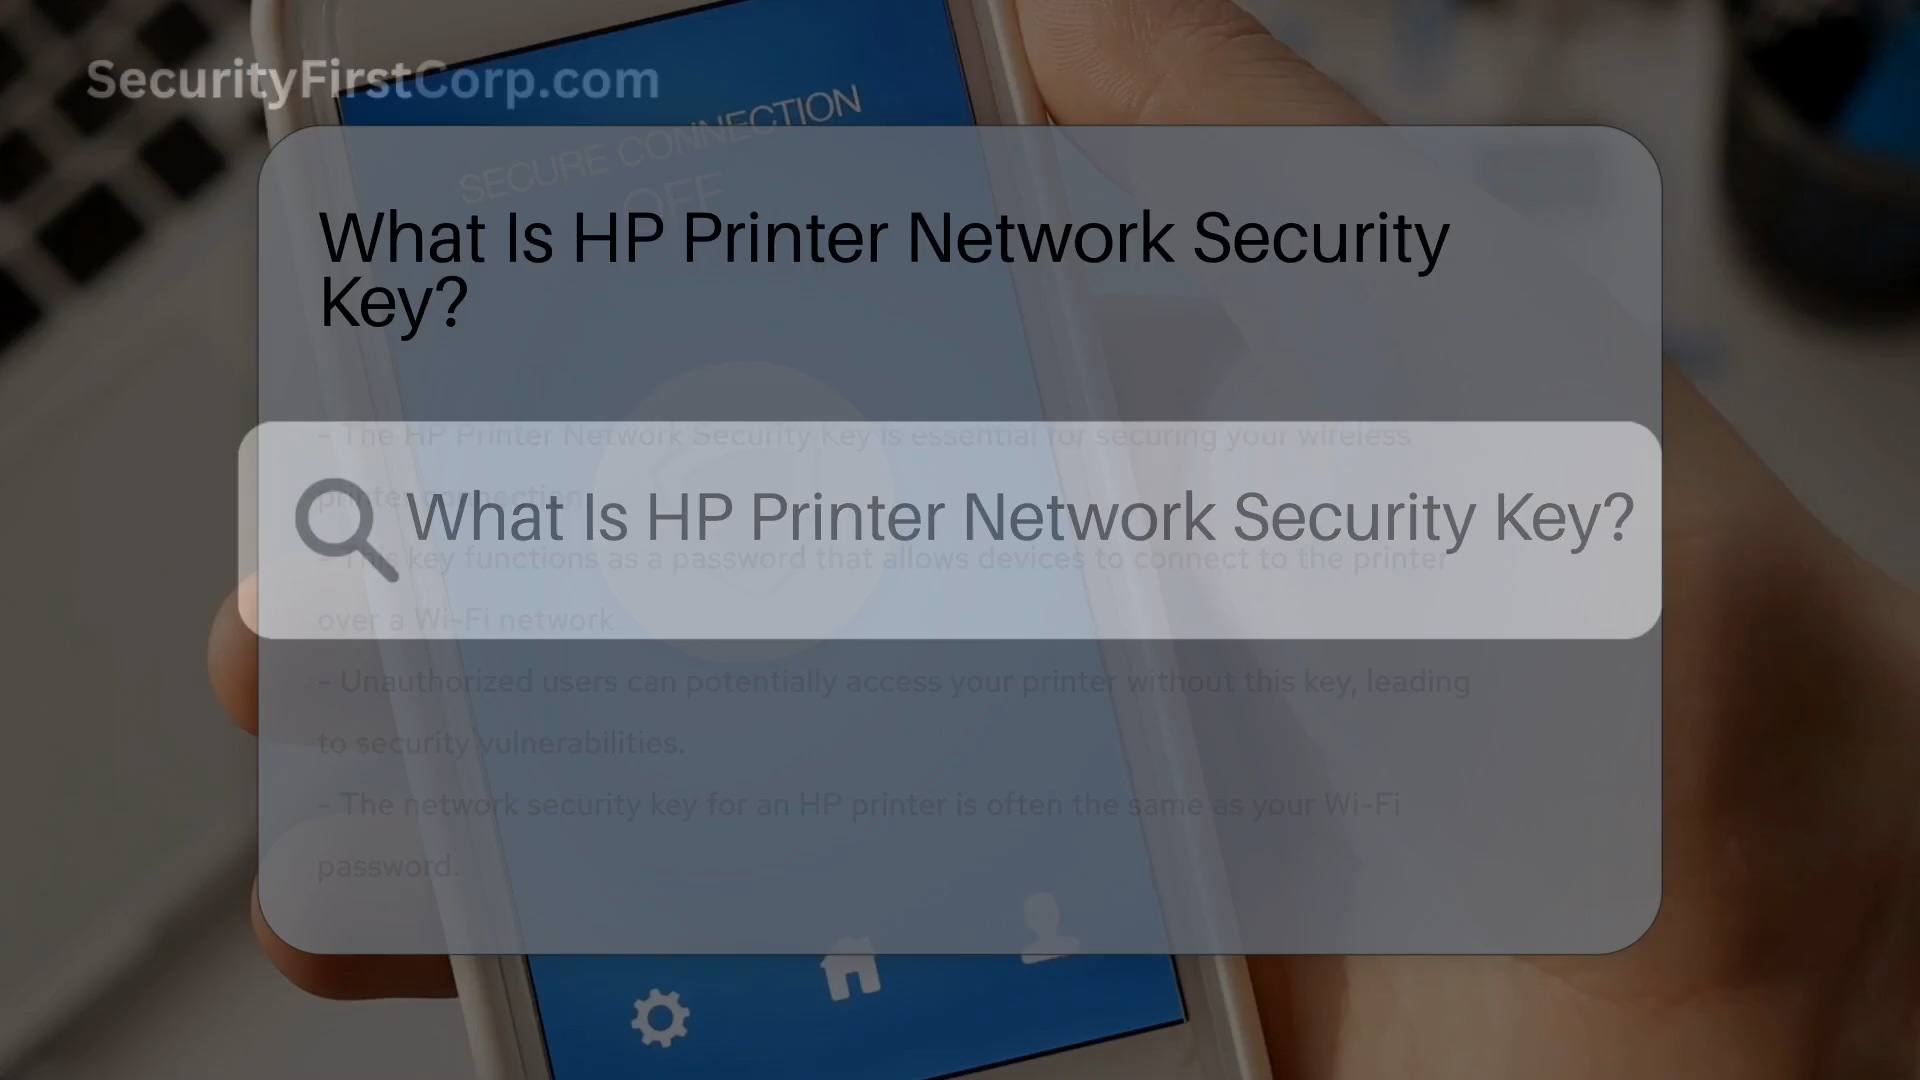 SecurityFirstCorp.com
SECURE CONNECTION
OFF
What Is HP Printer Network Security
Key?
- The HP Printer Network Security Key is essential for securing your wireless
printer connection
What Is HP Printer Network Security Key?
- This key functions as a password that allows devices to connect to the printer
over a Wi-Fi network
- Unauthorized users can potentially access your printer without this key, leading
to security vulnerabilities.
- The network security key for an HP printer is often the same as your Wi-Fi
password.